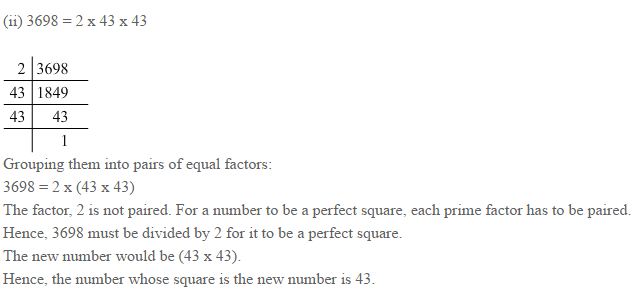 (ii) 3698 = 2 x 43 x 43
2 3698
43 1849
43 43
1
Grouping them into pairs of equal factors:
3698 = 2 x (43 x 43)
The factor, 2 is not paired. For a number to be a perfect square, each prime factor has to be paired.
Hence, 3698 must be divided by 2 for it to be a perfect square.
The new number would be (43 x 43).
Hence, the number whose square is the new number is 43.